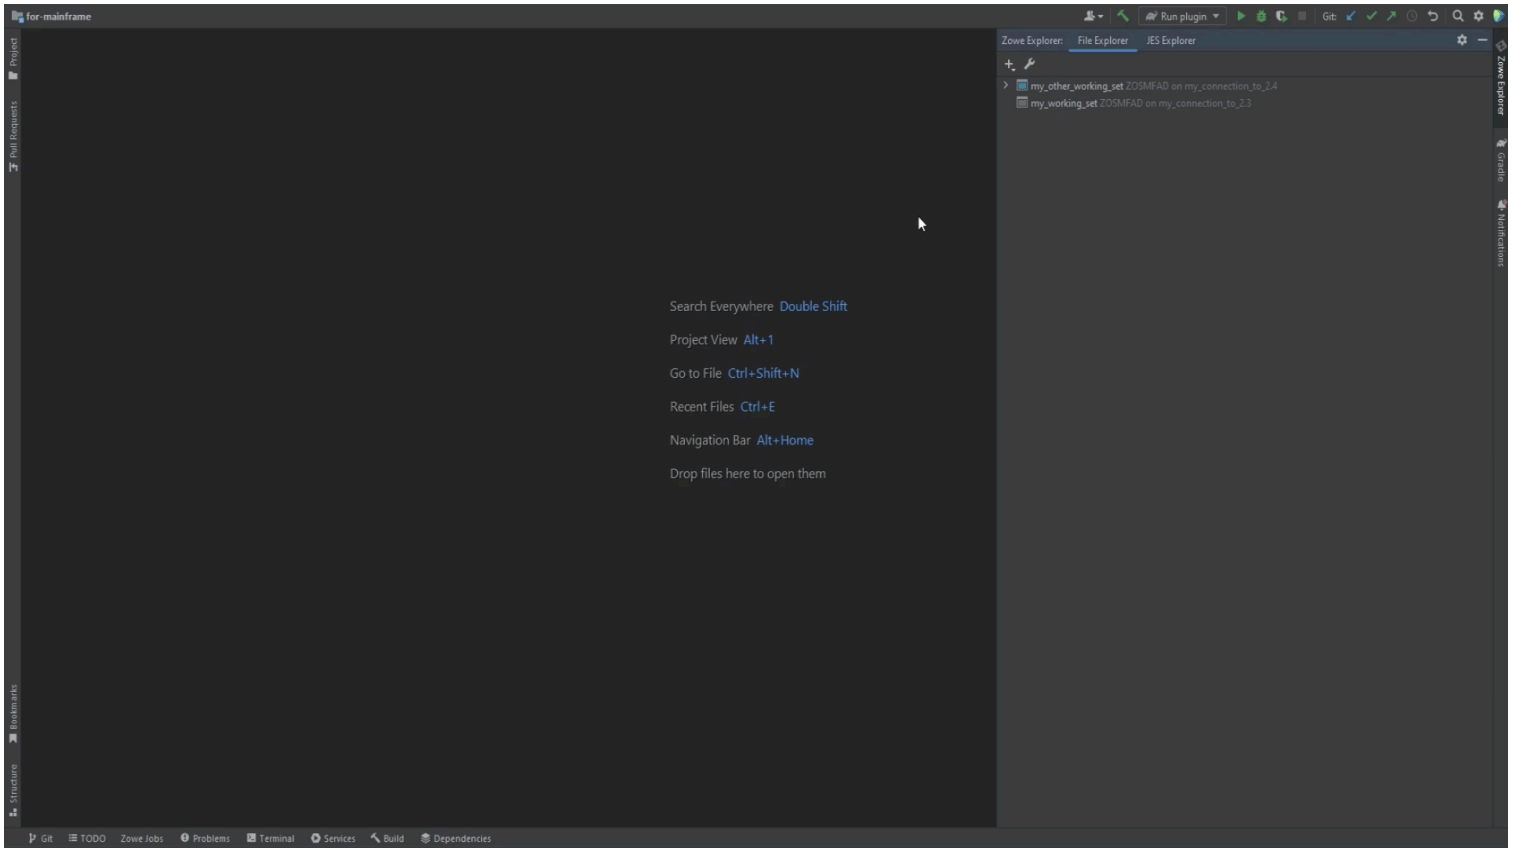 for-mainframe
Run plugin
Git:
Project
Pull Requests
Zowe Explorer:
File Explorer
JES Explorer
my_other_working_set ZOSMFAD on my_connection_to_2.4
my_working_set ZOSMFAD on my_connection_to_2.3
Zowe Explorer
Gradle
Notifications
Search Everywhere Double Shift
Project View Alt+1
Go to File Ctrl+Shift+N
Recent Files Ctrl+E
Navigation Bar Alt+Home
Drop files here to open them
Bookmarks
Structure
Git
TODO
Zowe Jobs
Problems
Terminal
Services
Build
Dependencies